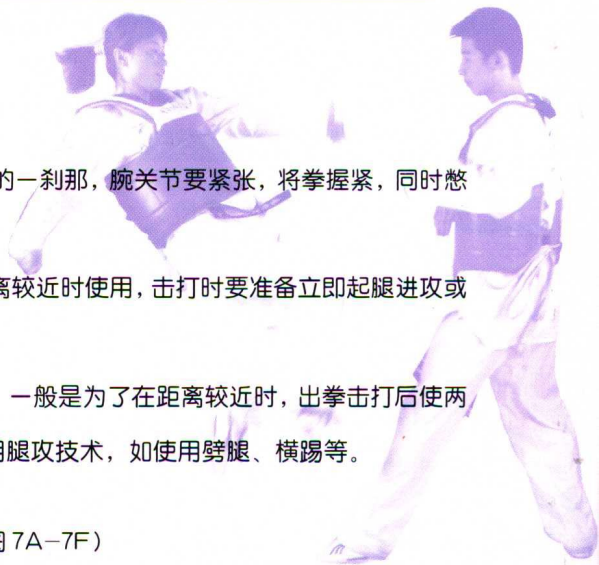 的一刹那，腕关节要紧张，将拳握紧，同时憋
离较近时使用，击打时要准备立即起腿进攻或
一般是为了在距离较近时，出拳击打后使两
用腿攻技术，如使用劈腿、横踢等。
7A-7F）